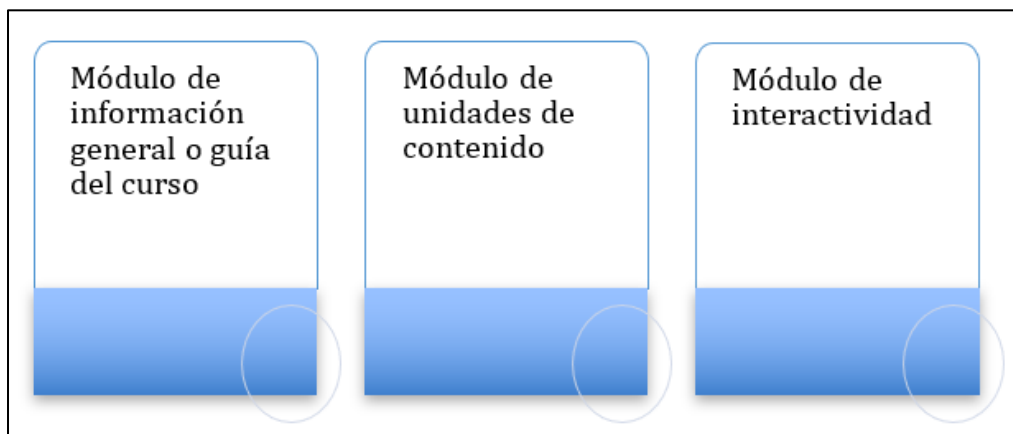 Módulo de
información
general o guía
del curso
Módulo de
unidades de
contenido
Módulo de
interactividad